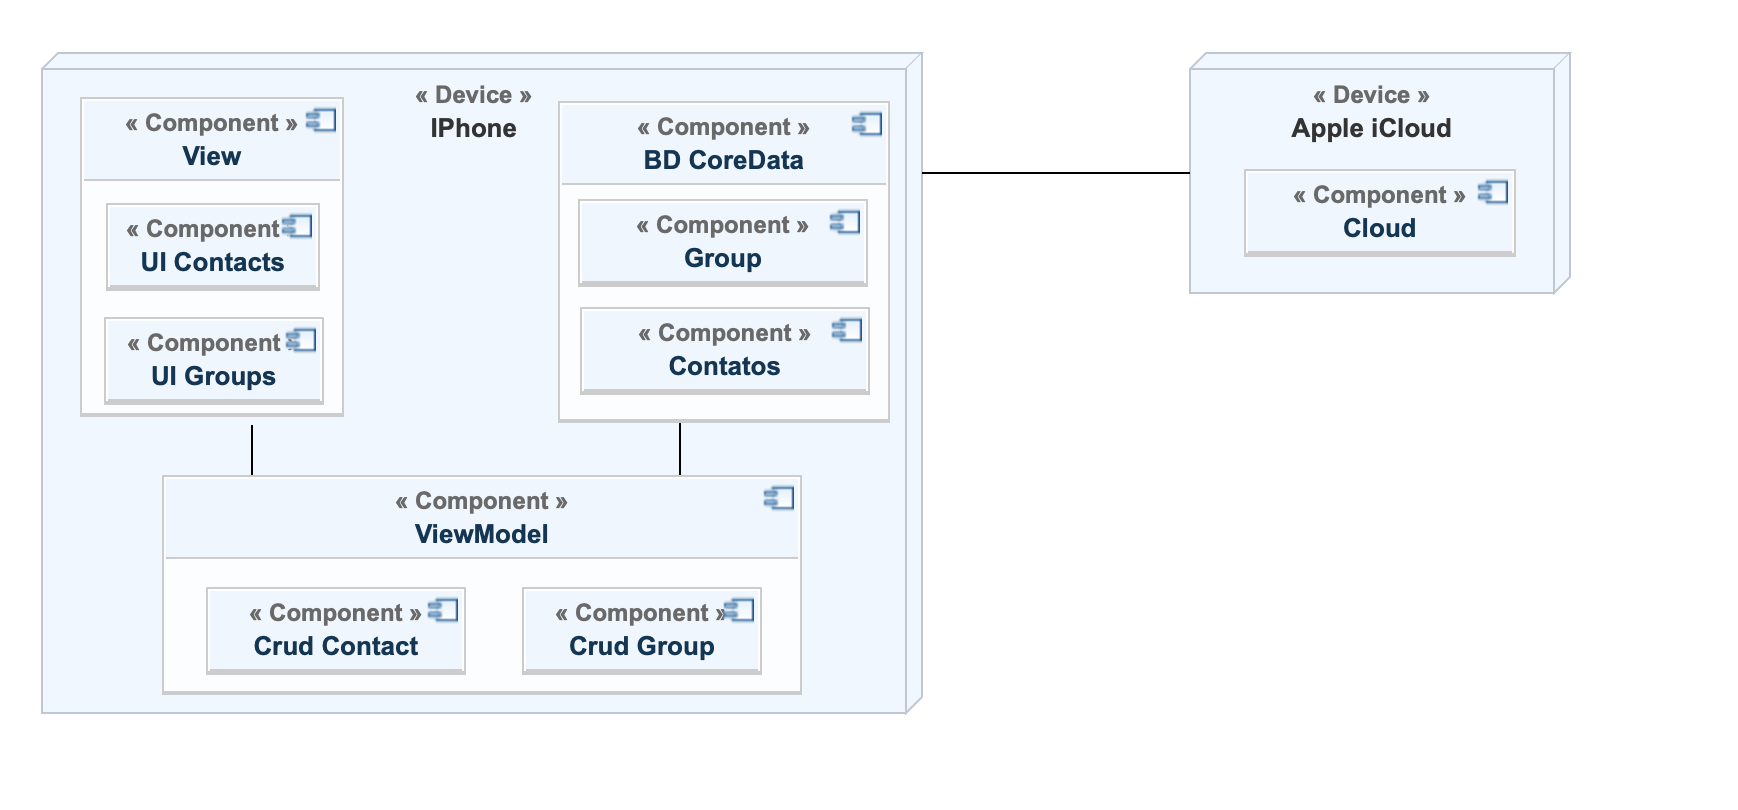 « Device »
IPhone
« Component »
View
« Component
UI Contacts
« Component
UI Groups
« Component »
BD CoreData
« Component »
Group
« Component »
Contatos
« Component »
ViewModel
« Component »
Crud Contact
« Component »
Crud Group
« Device »
Apple iCloud
« Component »
Cloud